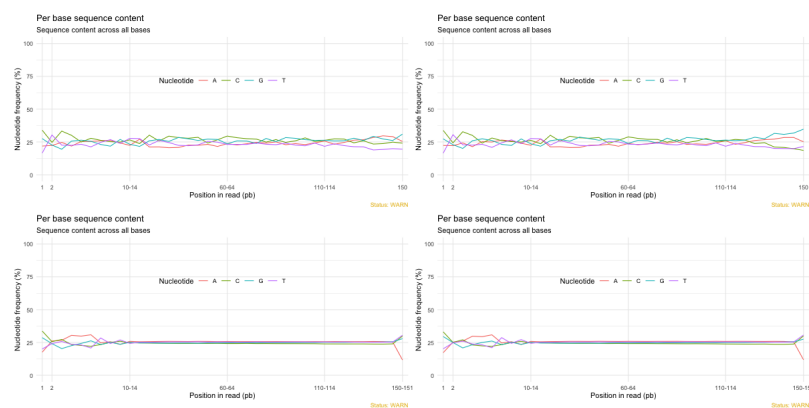 Per base sequence content
Sequence content across all bases
Nucleotide frequency (%)
100
75
50
25
0
Nucleotide A C G T
1 2 10-14 60-64 110-114 150
Position in read (pb)
Status: WARN
Per base sequence content
Sequence content across all bases
Nucleotide frequency (%)
100
75
50
25
0
Nucleotide A C G T
1 2 10-14 60-64 110-114 150
Position in read (pb)
Status: WARN
Per base sequence content
Sequence content across all bases
Nucleotide frequency (%)
100
75
50
25
0
Nucleotide A C G T
1 2 10-14 60-64 110-114 150-151
Position in read (pb)
Status: WARN
Per base sequence content
Sequence content across all bases
Nucleotide frequency (%)
100
75
50
25
0
Nucleotide A C G T
1 2 10-14 60-64 110-114
Position in read (pb)
Status: WARN